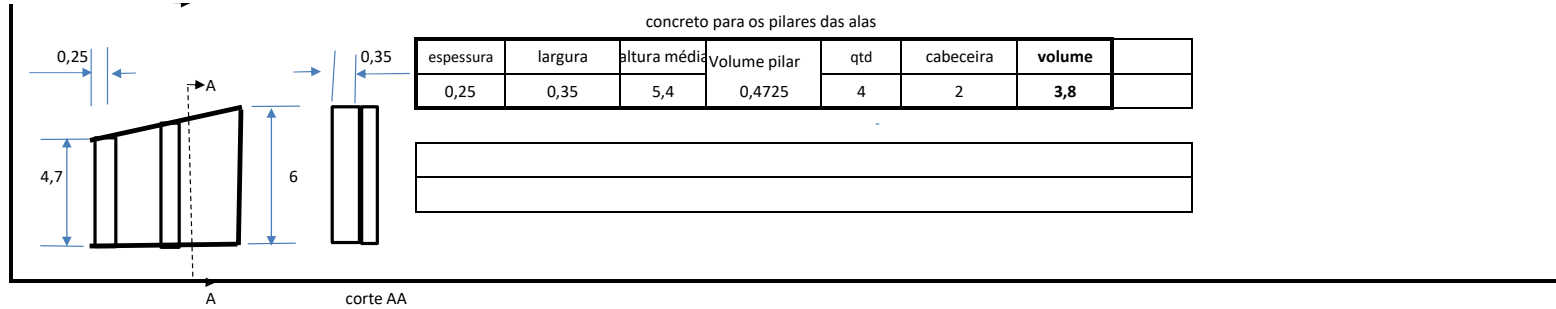 concreto para os pilares das alas
espessura largura altura média Volume pilar qtd cabeceira volume
0,25 0,35 5,4 0,4725 4 2 3,8
0,25
0,35
A
4,7
6
A
corte AA